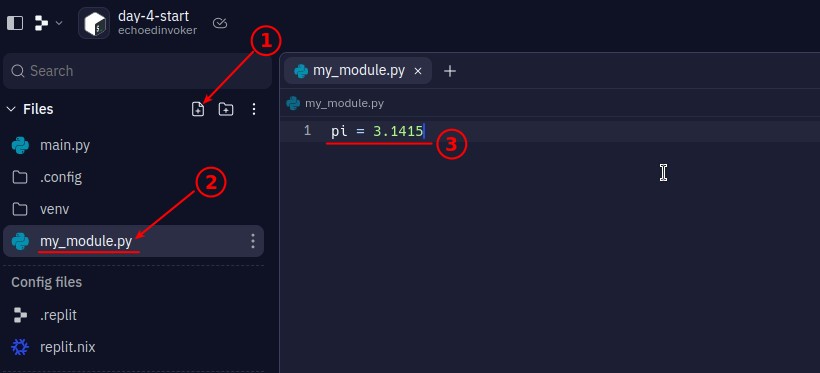 day-4-start
echoedinvoker
1
Search
my_module.py
Files
my_module.py
main.py
1 pi = 3.1415
3
.config
2
venv
my_module.py
Config files
.replit
replit.nix